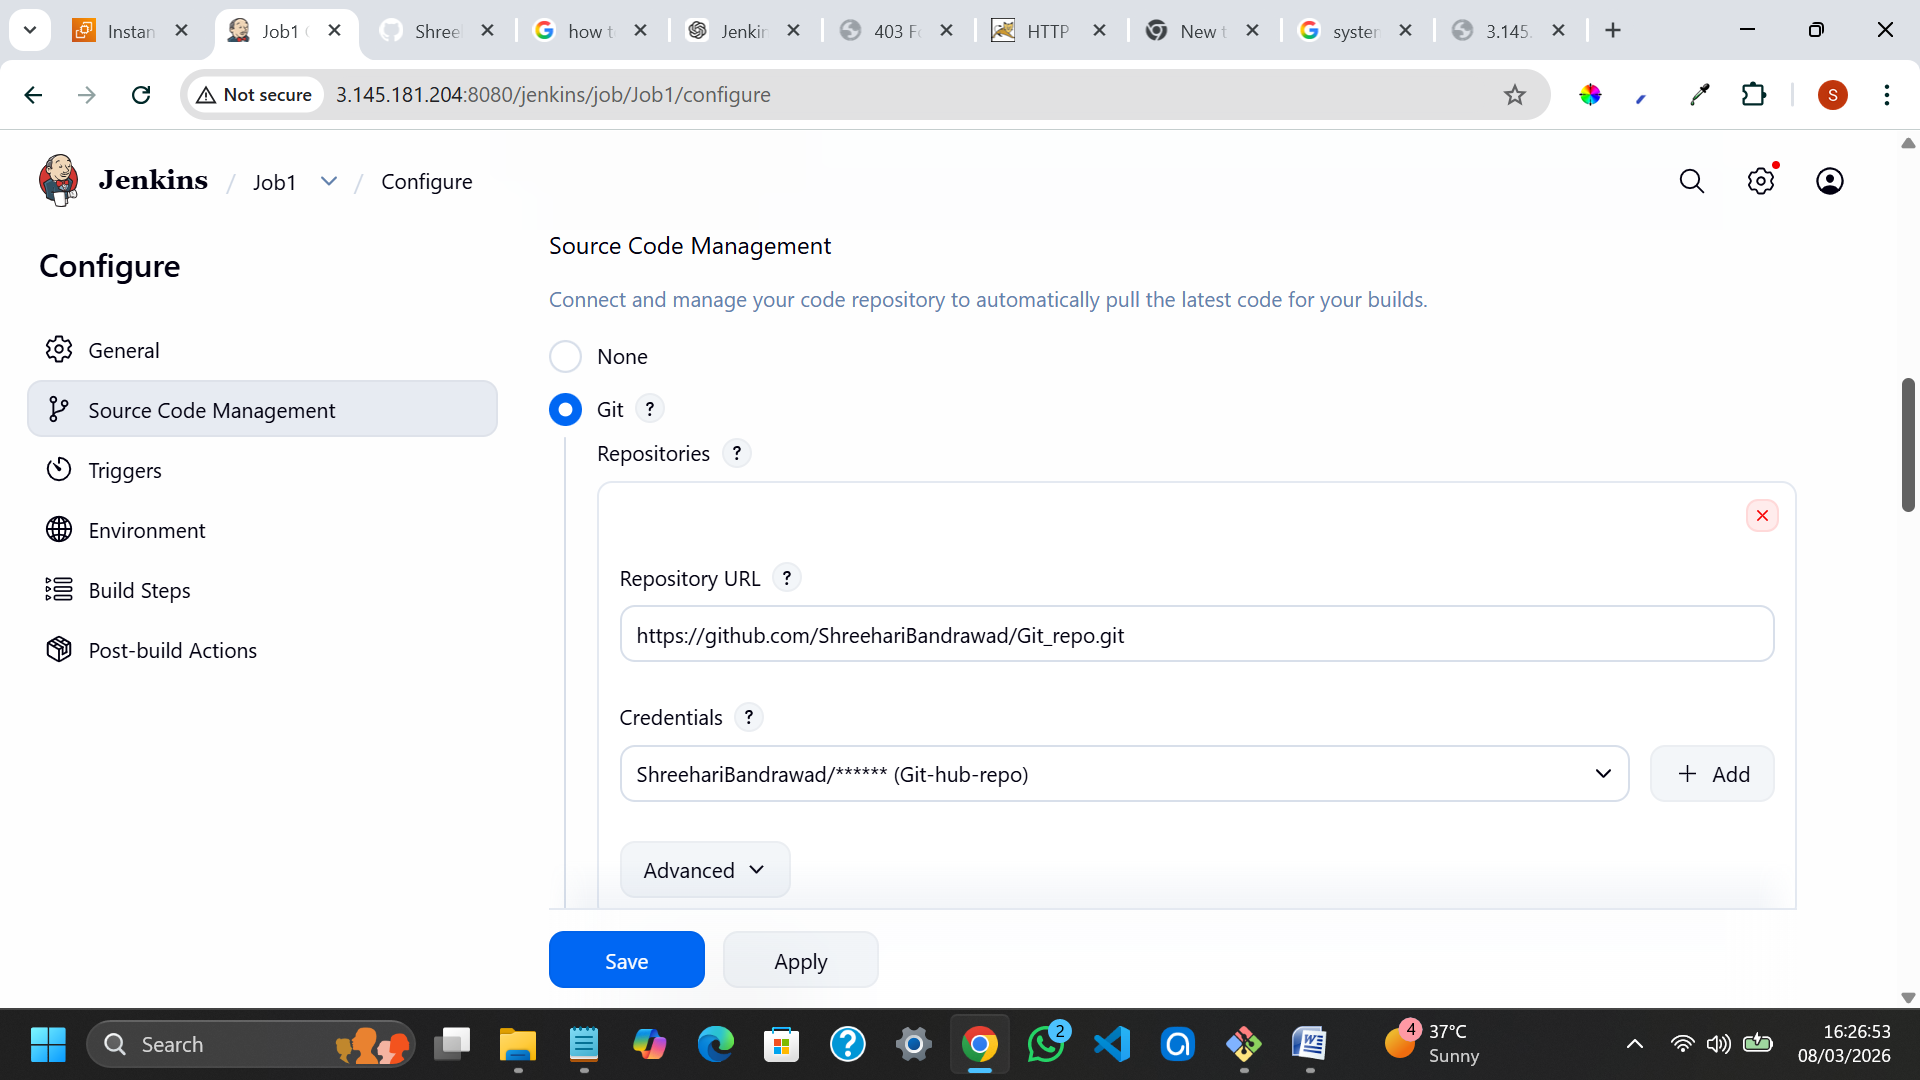 Instan
Job1
Shree
how t
Jenkin
403 Fo
HTTP
New t
syster
3.145.
Not secure
3.145.181.204:8080/jenkins/job/Job1/configure
S
Jenkins / Job1 / Configure
Configure
General
Source Code Management
Triggers
Environment
Build Steps
Post-build Actions
Source Code Management
Connect and manage your code repository to automatically pull the latest code for your builds.
None
Git ?
Repositories ?
Repository URL ?
https://github.com/ShreehariBandrawad/Git_repo.git
Credentials ?
ShreehariBandrawad/****** (Git-hub-repo)
+ Add
Advanced
Save
Apply
Search
2
4
37°C
Sunny
16:26:53
08/03/2026